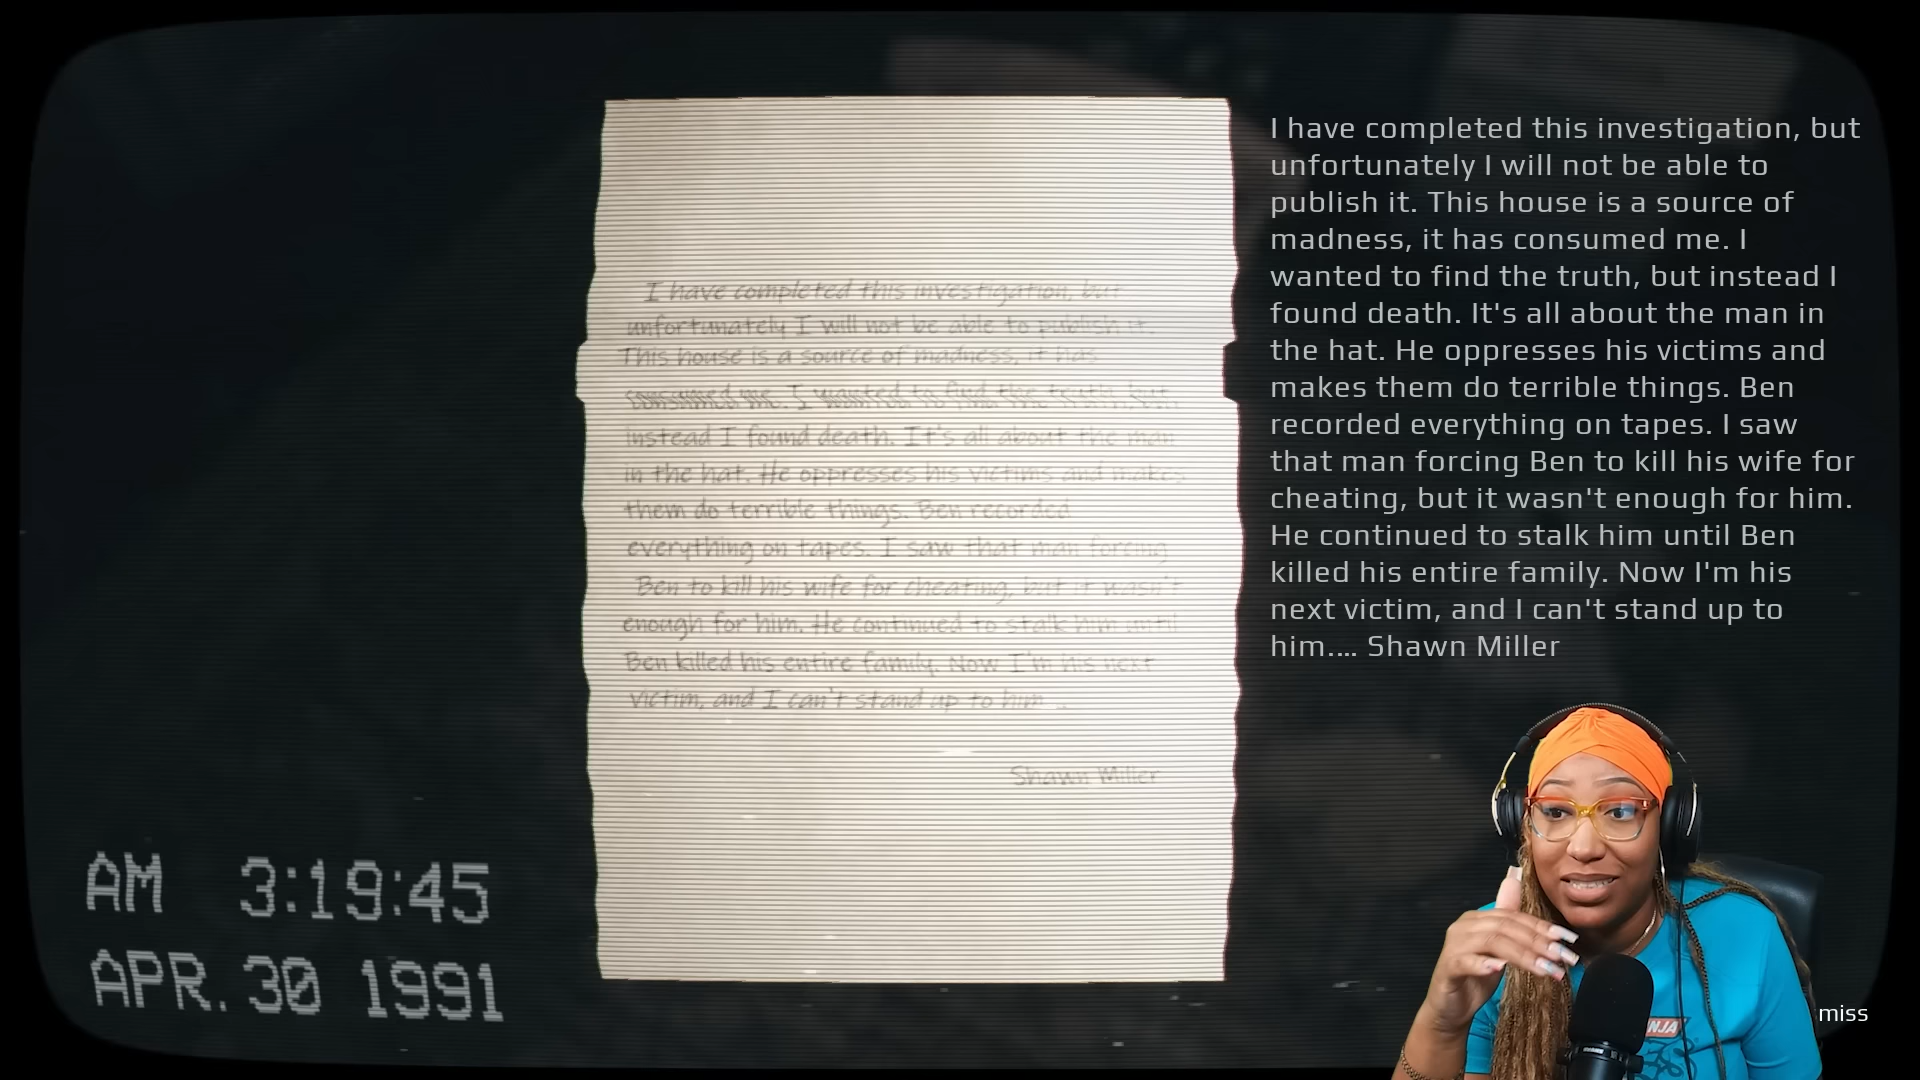 I have completed this investigation, but
unfortunately I will not be able to publish it.
This house is a source of madness, it has
consumed me. I wanted to find the truth, but
instead I found death. It's all about the man
in the hat. He oppresses his victims and makes
them do terrible things. Ben recorded
everything on tapes. I saw that man forcing
Ben to kill his wife for cheating, but it wasn't
enough for him. He continued to stalk him until
Ben killed his entire family. Now I'm his next
victim, and I can't stand up to him...
Shawn Miller
I have completed this investigation, but
unfortunately I will not be able to
publish it. This house is a source of
madness, it has consumed me. I
wanted to find the truth, but instead I
found death. It's all about the man in
the hat. He oppresses his victims and
makes them do terrible things. Ben
recorded everything on tapes. I saw
that man forcing Ben to kill his wife for
cheating, but it wasn't enough for him.
He continued to stalk him until Ben
killed his entire family. Now I'm his
next victim, and I can't stand up to
him.... Shawn Miller
AM 3:19:45
APR. 30 1991
miss